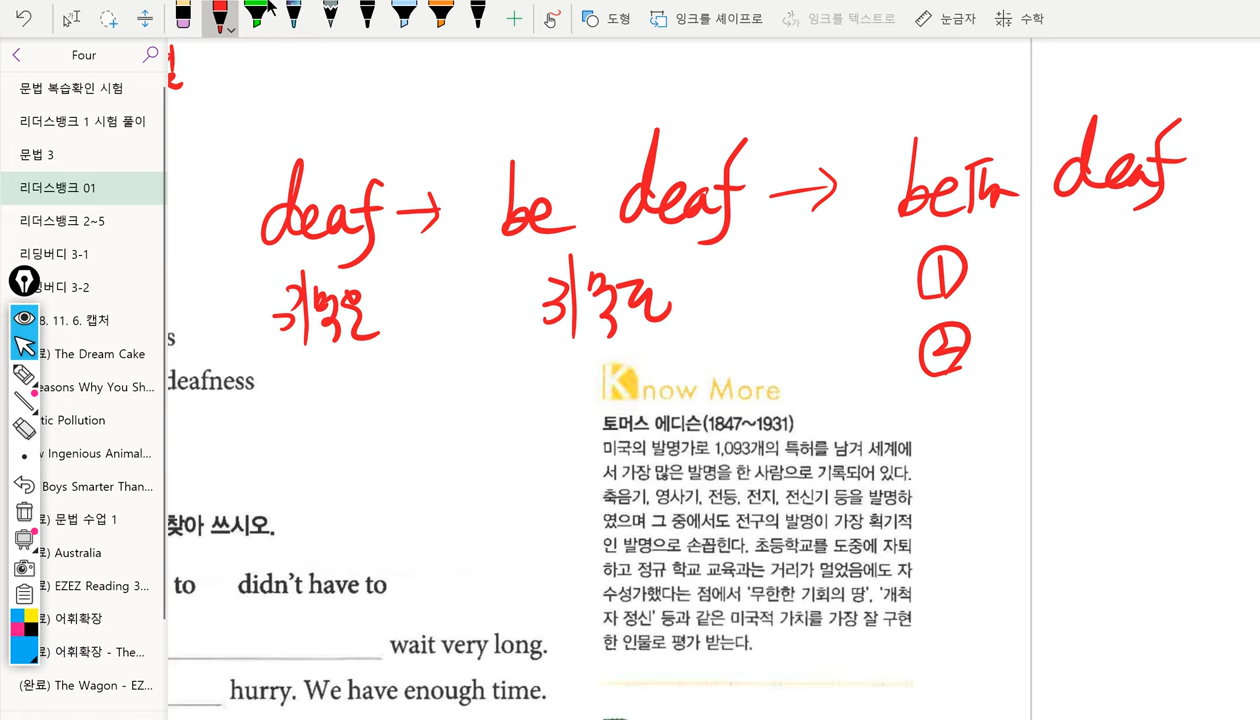 도형
잉크를 셰이프로
잉크를 텍스트로
눈금자
수학
Four
문법 복습확인 시험
리더스뱅크 1 시험 풀이
문법 3
리더스뱅크 01
리더스뱅크 2~5
리딩버디 3-1
딩버디 3-2
8. 11. 6. 캡처
료) The Dream Cake
easons Why You Sh...
tic Pollution
w Ingenious Animal...
Boys Smarter Than...
료) 문법 수업 1
료) Australia
료) EZEZ Reading 3...
료) 어휘확장
료) 어휘확장 - The...
(완료) The Wagon - EZ...
deaf → be deaf → be deaf
귀먹은
귀먹다
①
②
s
deafness
찾아 쓰시오.
to didn't have to
wait very long.
hurry. We have enough time.
Know More
토머스 에디슨(1847~1931)
미국의 발명가로 1,093개의 특허를 남겨 세계에
서 가장 많은 발명을 한 사람으로 기록되어 있다.
축음기, 영사기, 전등, 전지, 전신기 등을 발명하
였으며 그 중에서도 전구의 발명이 가장 획기적
인 발명으로 손꼽힌다. 초등학교를 도중에 자퇴
하고 정규 학교 교육과는 거리가 멀었음에도 자
수성가했다는 점에서 '무한한 기회의 땅', '개척
자 정신' 등과 같은 미국적 가치를 가장 잘 구현
한 인물로 평가 받는다.